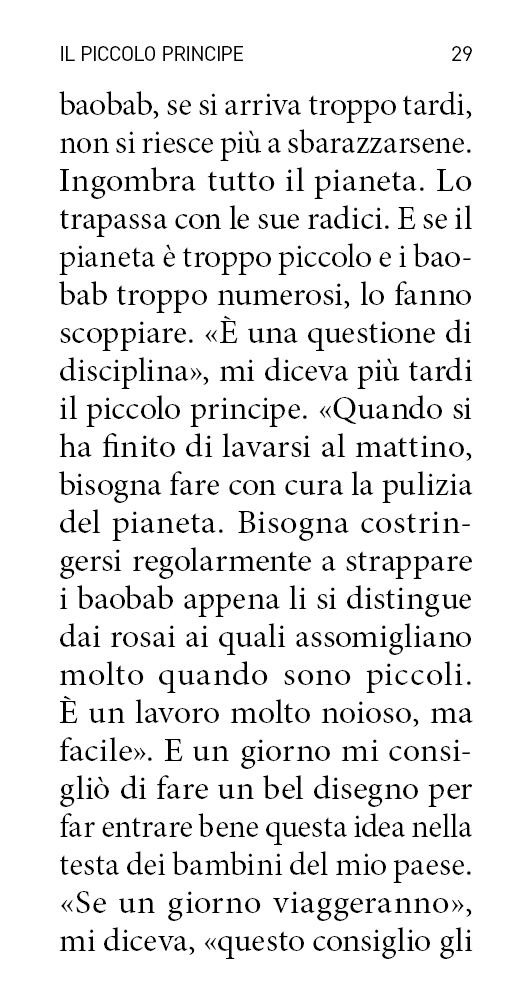 IL PICCOLO PRINCIPE 29
baobab, se si arriva troppo tardi,
non si riesce più a sbarazzarsene.
Ingombra tutto il pianeta. Lo
trapassa con le sue radici. E se il
pianeta è troppo piccolo e i bao-
bab troppo numerosi, lo fanno
scoppiare. «È una questione di
disciplina», mi diceva più tardi
il piccolo principe. «Quando si
ha finito di lavarsi al mattino,
bisogna fare con cura la pulizia
del pianeta. Bisogna costrin-
gersi regolarmente a strappare
i baobab appena li si distingue
dai rosai ai quali assomigliano
molto quando sono piccoli.
È un lavoro molto noioso, ma
facile». E un giorno mi consi-
gliò di fare un bel disegno per
far entrare bene questa idea nella
testa dei bambini del mio paese.
«Se un giorno viaggeranno»,
mi diceva, «questo consiglio gli